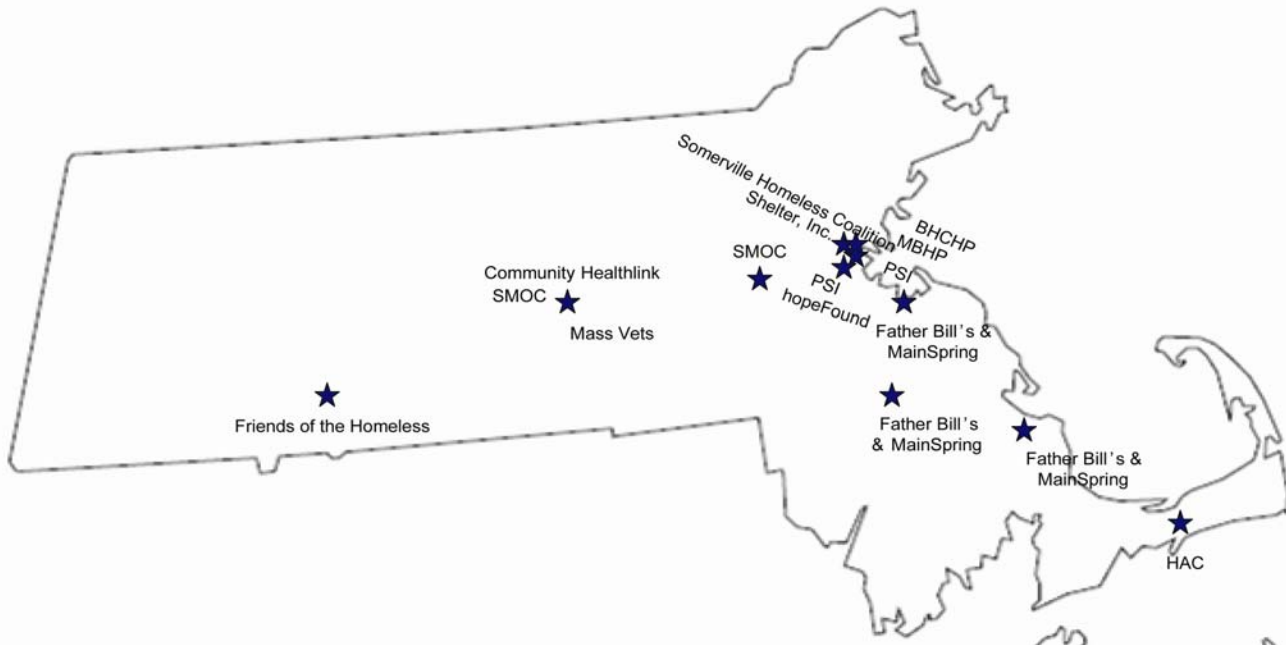 Somerville Homeless Coalition
Shelter, Inc.
BHCHP
MBHP
PSI
SMOC
PSI
hopeFound
Community Healthlink
SMOC
Mass Vets
Father Bill's &
MainSpring
Friends of the Homeless
Father Bill's
& MainSpring
Father Bill's &
MainSpring
HAC